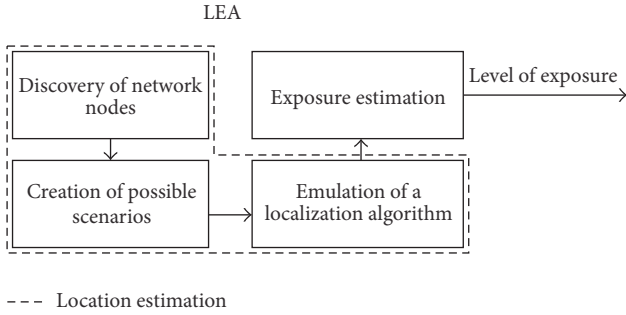 LEA
Discovery of network
nodes
Exposure estimation
Level of exposure
Creation of possible
scenarios
Emulation of a
localization algorithm
Location estimation